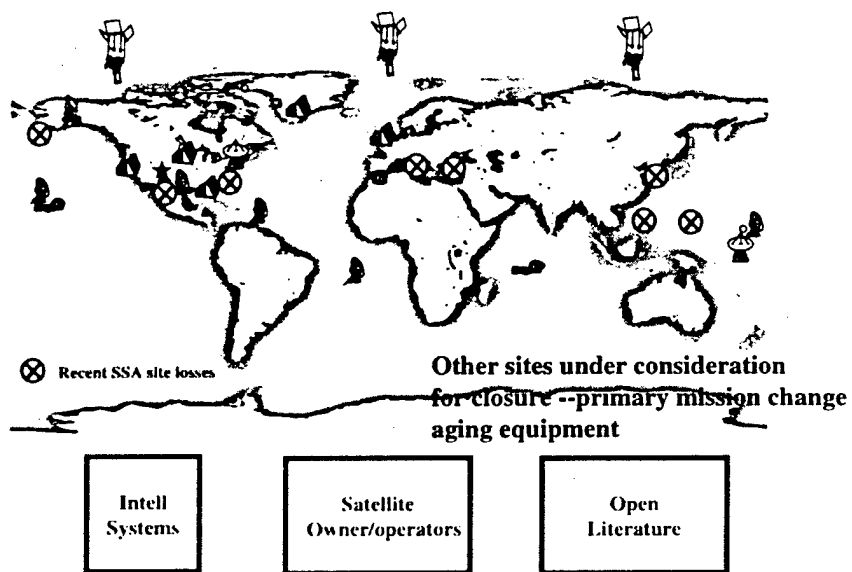 Recent SSA site losses
Other sites under consideration
for closure --primary mission change
aging equipment
Intell
Systems
Satellite
Owner/operators
Open
Literature